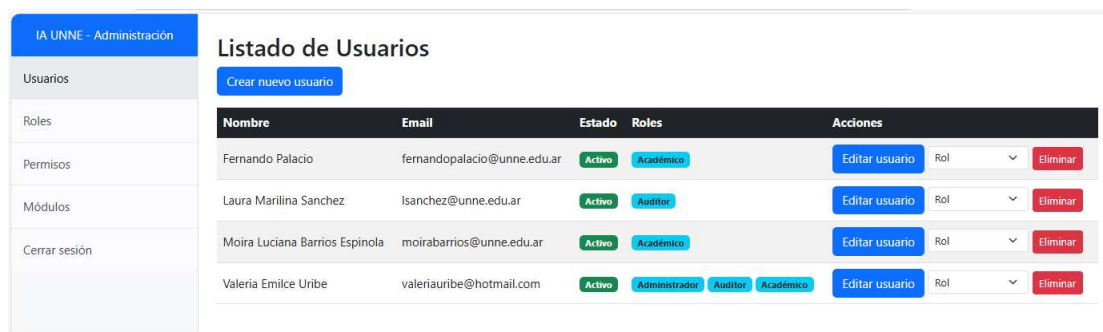 IA UNNE - Administración
Usuarios
Roles
Permisos
Módulos
Cerrar sesión
Listado de Usuarios
Crear nuevo usuario
Nombre Email Estado Roles Acciones
Fernando Palacio fernandopalacio@unne.edu.ar Activo Académico Editar usuario Rol Eliminar
Laura Marilina Sanchez lsanchez@unne.edu.ar Activo Auditor Editar usuario Rol Eliminar
Moira Luciana Barrios Espinola moirabarrios@unne.edu.ar Activo Académico Editar usuario Rol Eliminar
Valeria Emilce Uribe valeriauribe@hotmail.com Activo Administrador Auditor Académico Editar usuario Rol Eliminar